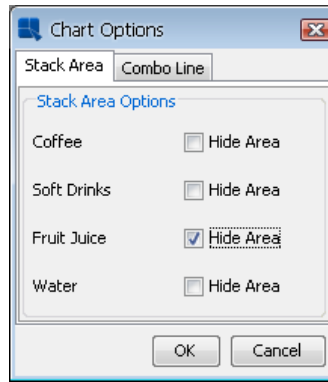 Chart Options
Stack Area Combo Line
Stack Area Options
Coffee Hide Area
Soft Drinks Hide Area
Fruit Juice Hide Area
Water Hide Area
OK Cancel